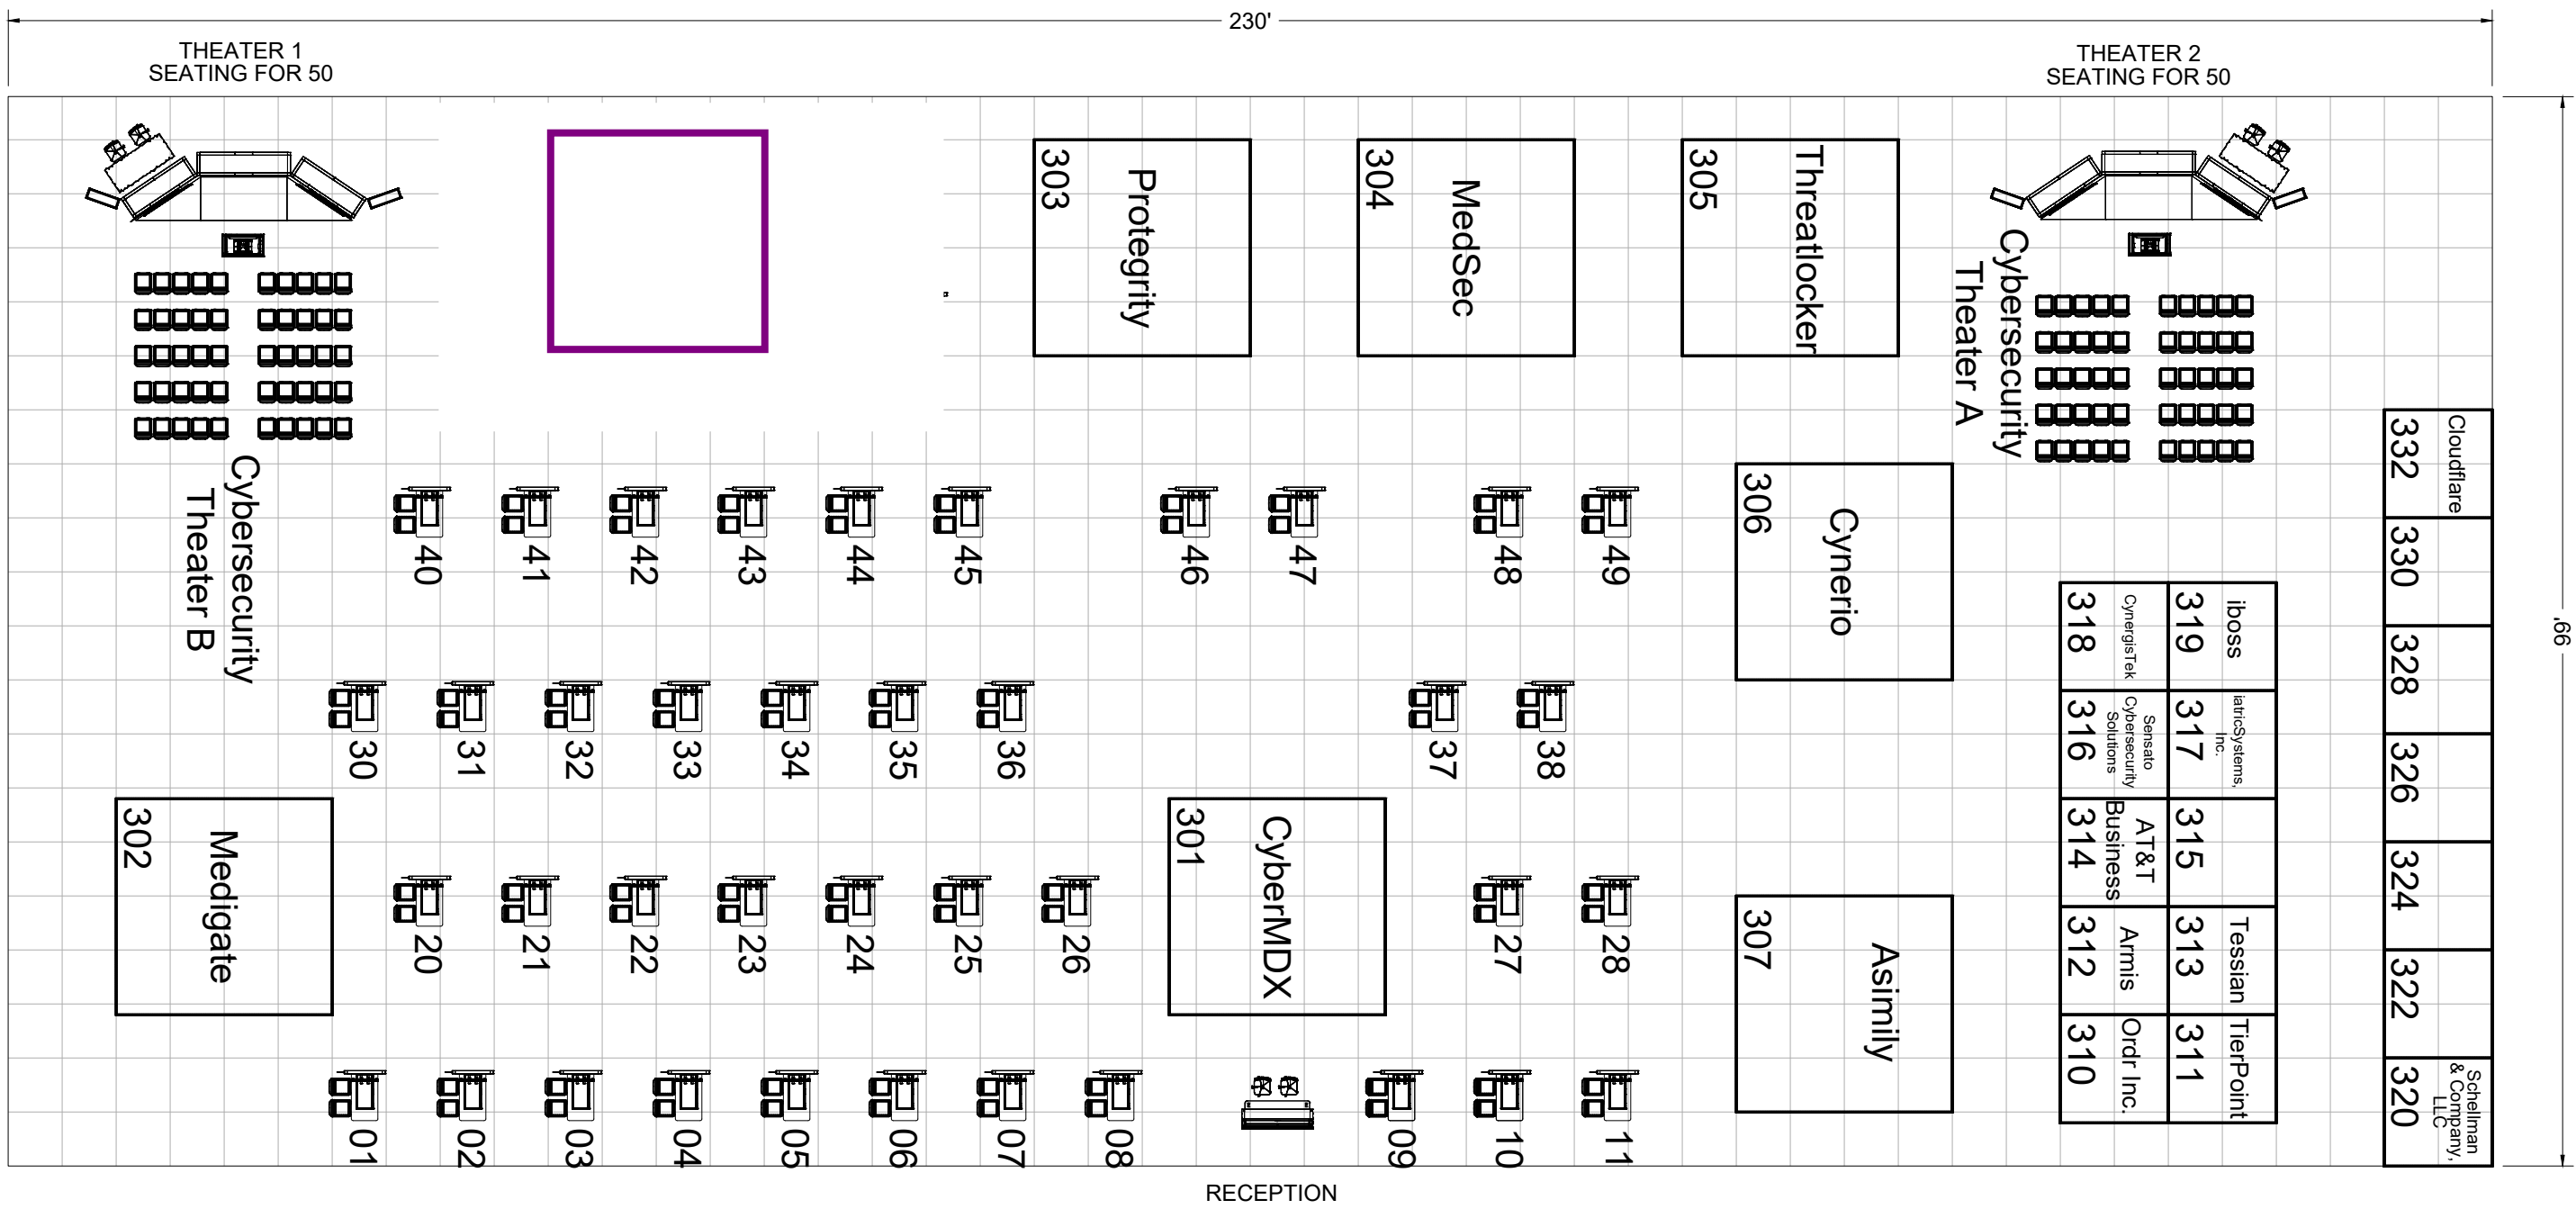 230'
THEATER 1
SEATING FOR 50
THEATER 2
SEATING FOR 50
99'
303
Protegrity
304
MedSec
305
Threatlocker
Cybersecurity
Theater A
Cybersecurity
Theater B
332
Cloudflare
330
328
326
324
322
320
Schellman
& Company,
LLC
40
41
42
43
44
45
46
47
48
49
306
Cynerio
318
CynergisTek
319
iboss
316
Sensato
Cybersecurity
Solutions
317
iatricSystems,
Inc.
314
AT&T
Business
315
312
Armis
313
Tessian
310
Ordr Inc.
311
TierPoint
30
31
32
33
34
35
36
37
38
302
Medigate
301
CyberMDX
307
Asimily
20
21
22
23
24
25
26
27
28
01
02
03
04
05
06
07
08
09
10
11
RECEPTION